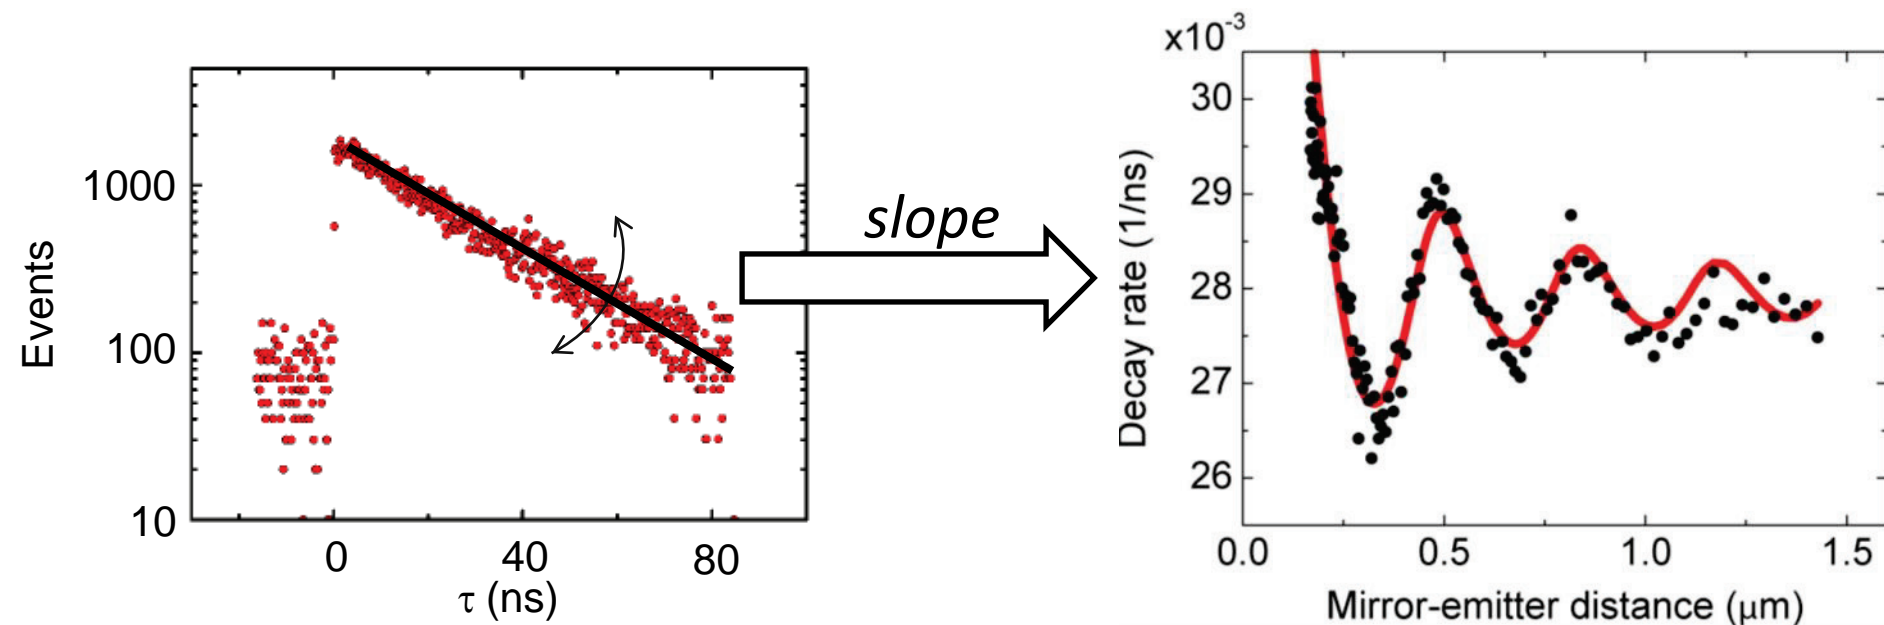 Events
1000
100
10
0 40 80
τ (ns)
slope
x10⁻³
Decay rate (1/ns)
30
29
28
27
26
0.0 0.5 1.0 1.5
Mirror-emitter distance (μm)